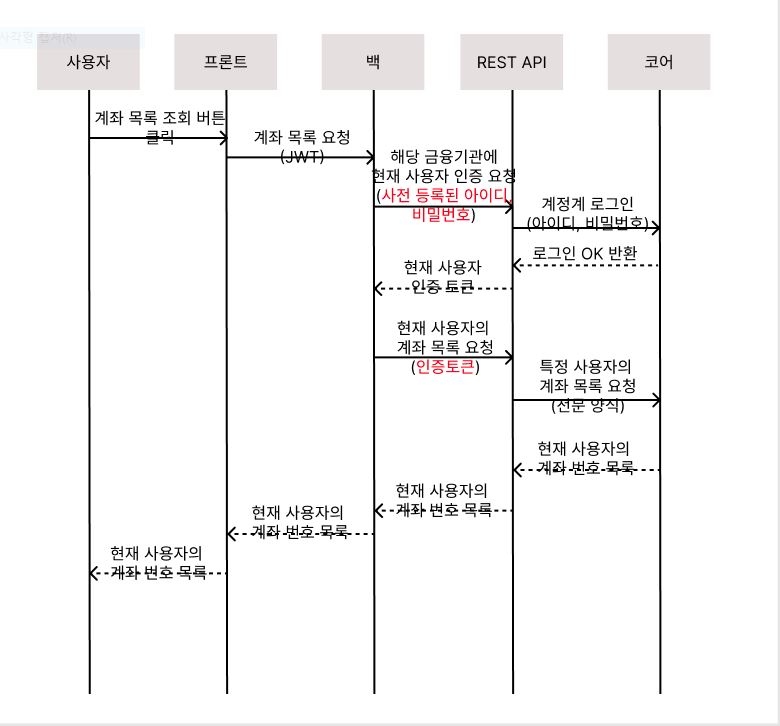 사각형 캡처(R)
사용자
프론트
백
REST API
코어
계좌 목록 조회 버튼
클릭
계좌 목록 요청
(JWT)
해당 금융기관에
현재 사용자 인증 요청
(사전 등록된 아이디,
비밀번호)
계정계 로그인
(아이디, 비밀번호)
로그인 OK 반환
현재 사용자
인증 토큰
현재 사용자의
계좌 목록 요청
(인증토큰)
특정 사용자의
계좌 목록 요청
(전문 양식)
현재 사용자의
계좌 번호 목록
현재 사용자의
계좌 번호 목록
현재 사용자의
계좌 번호 목록
현재 사용자의
계좌 번호 목록